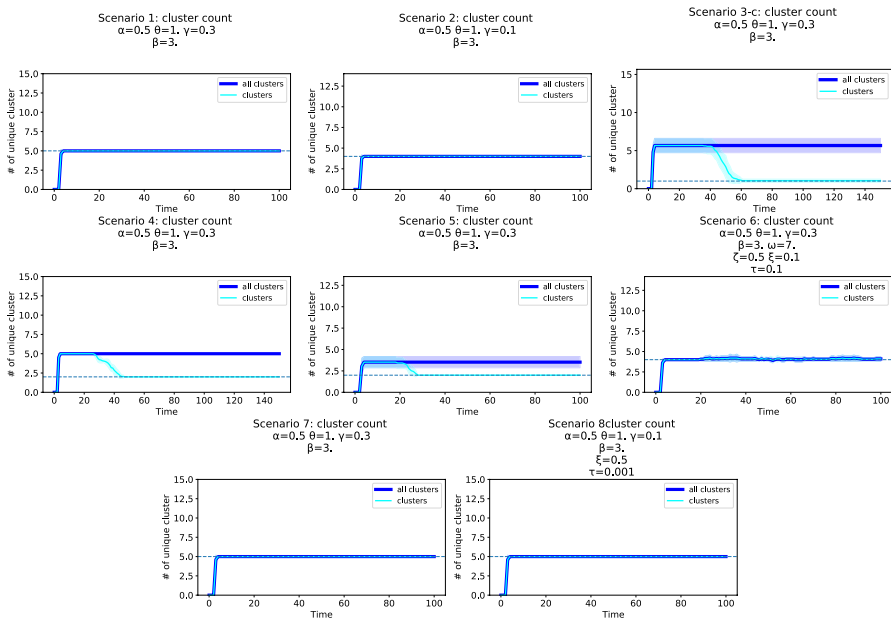 Scenario 1: cluster count
α=0.5 θ=1. γ=0.3
β=3.
15.0
12.5
10.0
7.5
5.0
2.5
0.0
# of unique cluster
all clusters
clusters
0 20 40 60 80 100
Time
Scenario 2: cluster count
α=0.5 θ=1. γ=0.1
β=3.
15.0
12.5
10.0
7.5
5.0
2.5
0.0
# of unique cluster
all clusters
clusters
0 20 40 60 80 100
Time
Scenario 3-c: cluster count
α=0.5 θ=1. γ=0.3
β=3.
15
10
5
0
# of unique cluster
all clusters
clusters
0 20 40 60 80 100 120 140
Time
Scenario 4: cluster count
α=0.5 θ=1. γ=0.3
β=3.
15.0
12.5
10.0
7.5
5.0
2.5
0.0
# of unique cluster
all clusters
clusters
0 20 40 60 80 100 120 140
Time
Scenario 5: cluster count
α=0.5 θ=1. γ=0.3
β=3.
12.5
10.0
7.5
5.0
2.5
0.0
# of unique cluster
all clusters
clusters
0 20 40 60 80 100
Time
Scenario 6: cluster count
α=0.5 θ=1. γ=0.3
β=3. ω=7.
ζ=0.5 ξ=0.1
τ=0.1
12.5
10.0
7.5
5.0
2.5
0.0
# of unique cluster
all clusters
clusters
0 20 40 60 80 100
Time
Scenario 7: cluster count
α=0.5 θ=1. γ=0.3
β=3.
15.0
12.5
10.0
7.5
5.0
2.5
0.0
# of unique cluster
all clusters
clusters
0 20 40 60 80 100
Time
Scenario 8cluster count
α=0.5 θ=1. γ=0.1
β=3.
ξ=0.5
τ=0.001
15.0
12.5
10.0
7.5
5.0
2.5
0.0
# of unique cluster
all clusters
clusters
0 20 40 60 80 100
Time